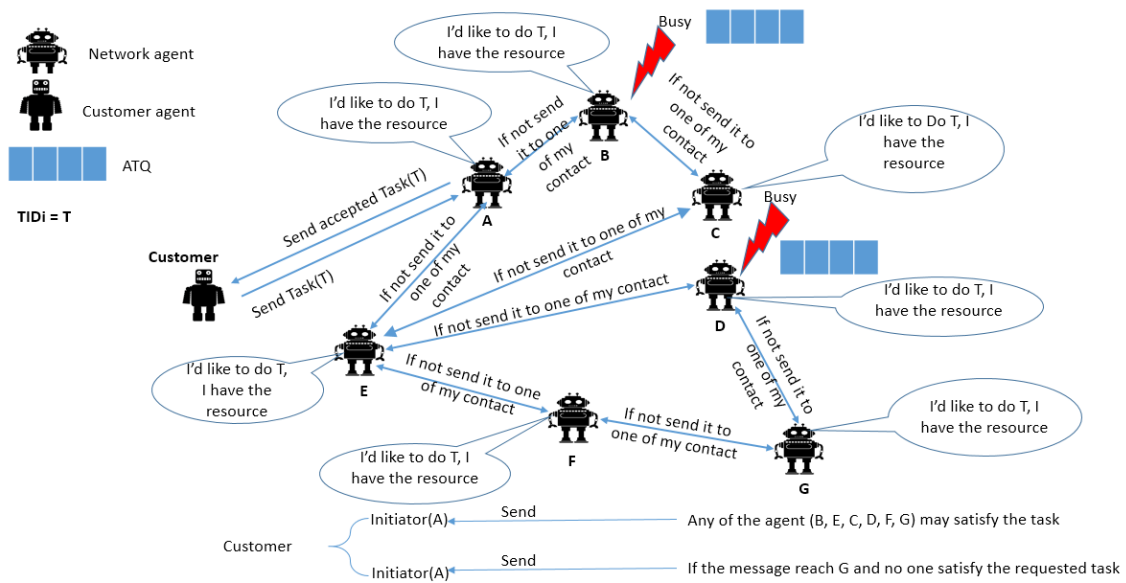 Network agent
Customer agent
ATQ
TIDi = T
Busy
I'd like to do T, I
have the resource
I'd like to do T, I
have the resource
If not send
it to one
of my
contact
If not send it to
one of my
contact
B
I'd like to Do T, I
have the
resource
A
Send accepted Task(T)
Send Task(T)
Customer
If not send it to
one of my
contact
If not send it to one of my
contact
C
Busy
If not send it to one of my contact
D
I'd like to do T, I
have the resource
E
I'd like to do T,
I have the
resource
If not send it to one
of my contact
If not send it to
one of my
contact
F
I'd like to do T, I
have the resource
If not send it to
one of my contact
G
I'd like to do T, I
have the resource
Customer
Initiator(A)
Send
Any of the agent (B, E, C, D, F, G) may satisfy the task
Initiator(A)
Send
If the message reach G and no one satisfy the requested task